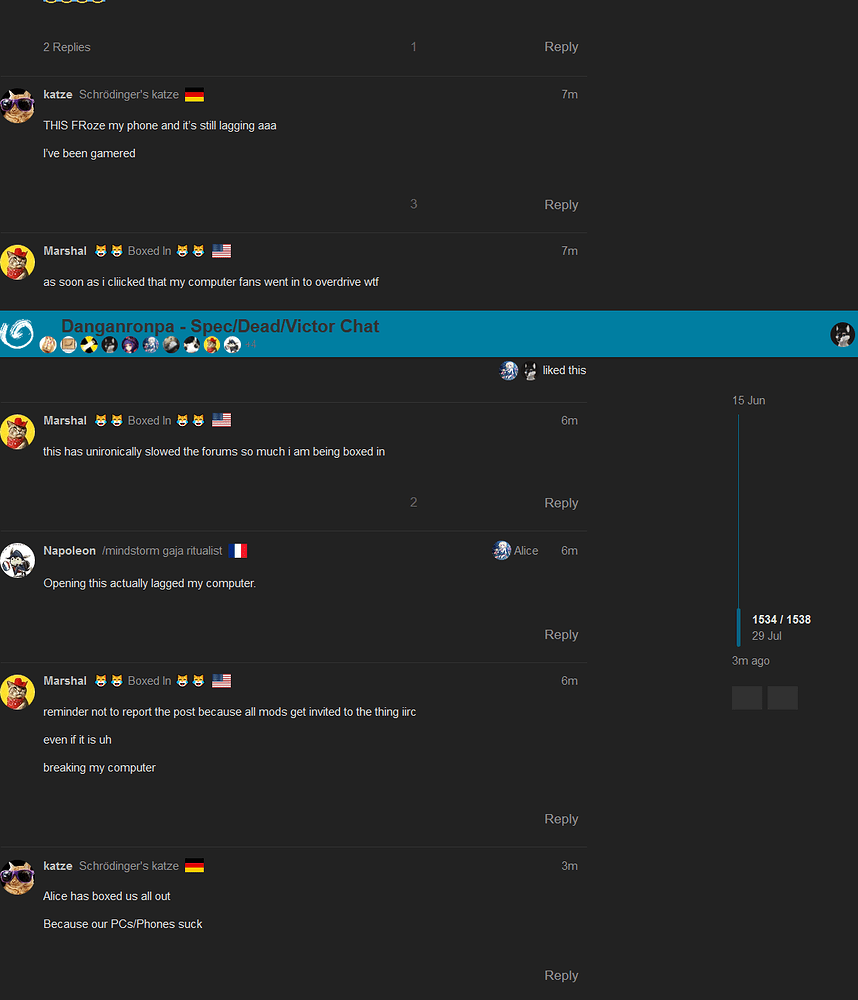 2 Replies 1 Reply
katze Schrödinger's katze 7m
THIS FRoze my phone and it's still lagging aaa
I've been gamered
3 Reply
Marshal Boxed In 7m
as soon as i cliicked that my computer fans went in to overdrive wtf
Danganronpa - Spec/Dead/Victor Chat
+4
liked this
15 Jun
Marshal Boxed In 6m
this has unironically slowed the forums so much i am being boxed in
2 Reply
Napoleon /mindstorm gaja ritualist Alice 6m
Opening this actually lagged my computer.
1534 / 1538
29 Jul
Reply
3m ago
Marshal Boxed In 6m
reminder not to report the post because all mods get invited to the thing iirc
even if it is uh
breaking my computer
Reply
katze Schrödinger's katze 3m
Alice has boxed us all out
Because our PCs/Phones suck
Reply